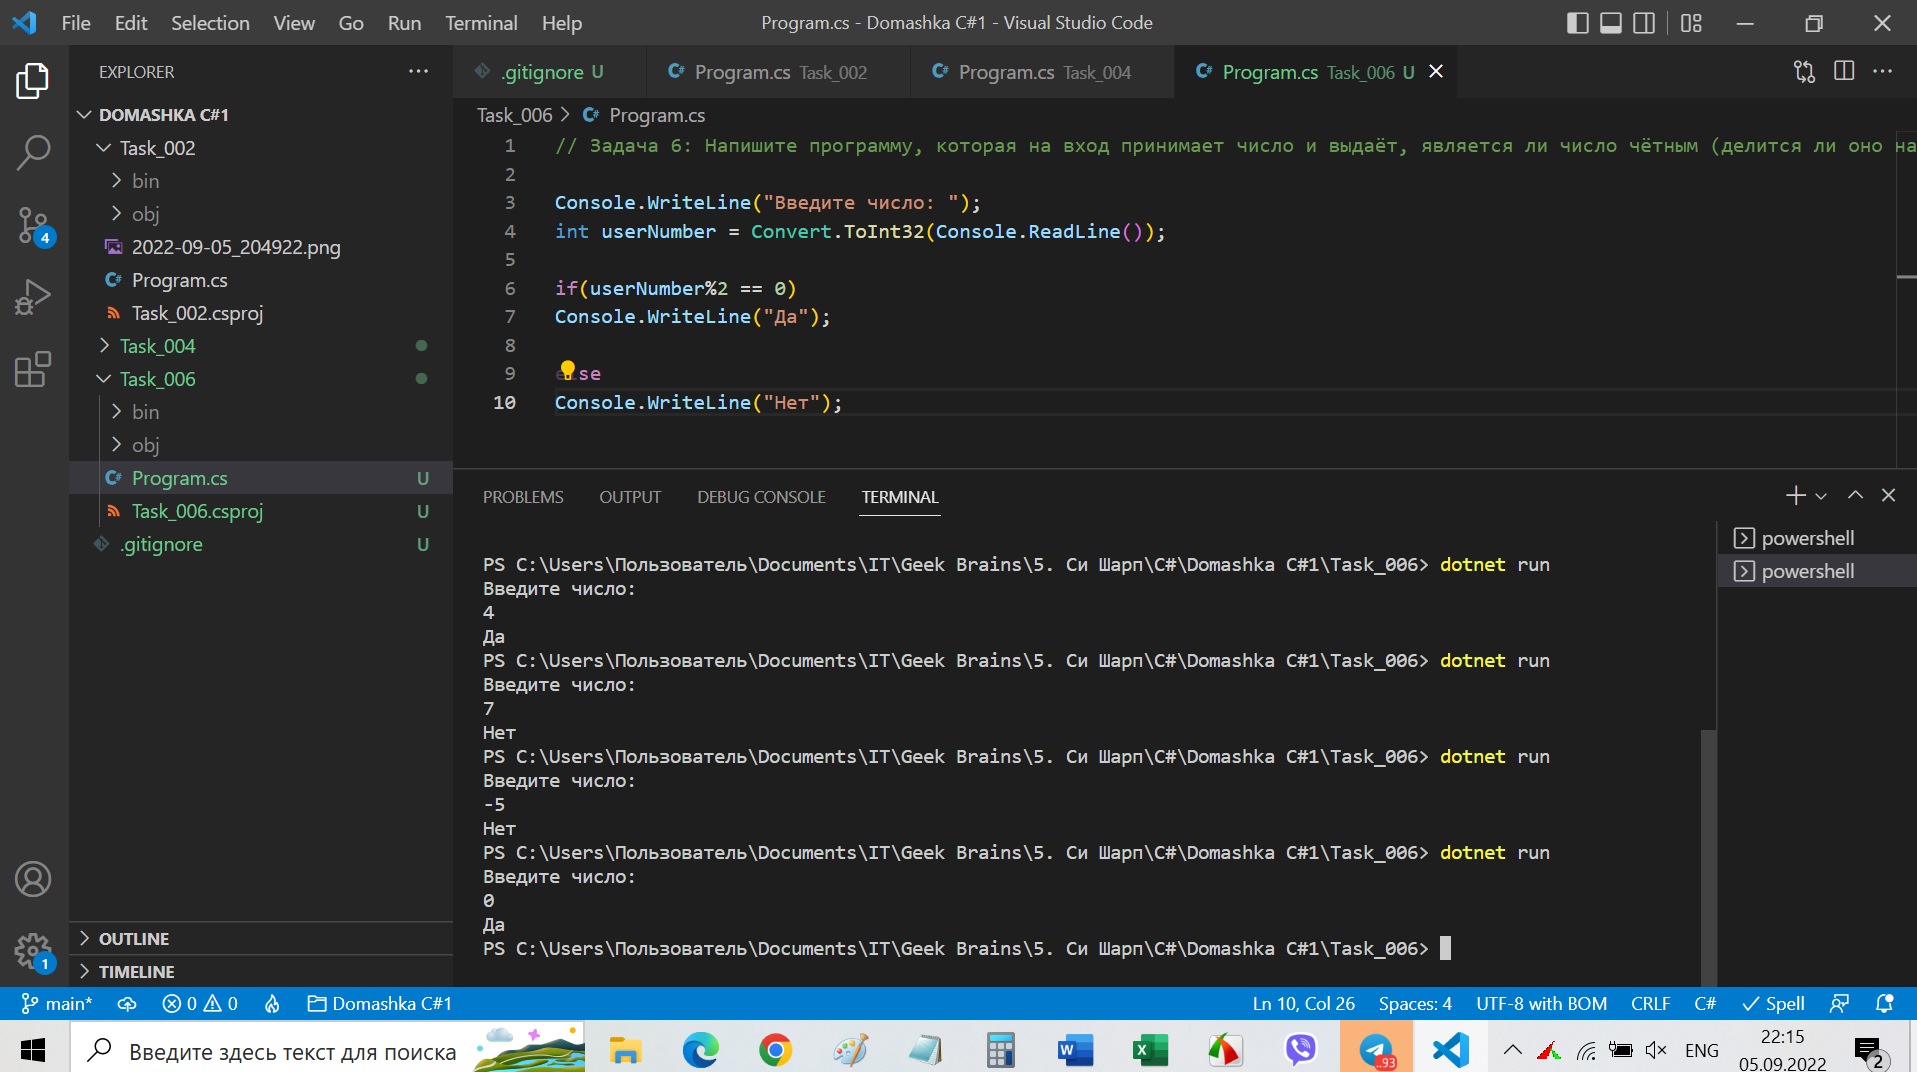 File Edit Selection View Go Run Terminal Help
Program.cs - Domashka C#1 - Visual Studio Code
EXPLORER
DOMASHKA C#1
Task_002
bin
obj
2022-09-05_204922.png
Program.cs
Task_002.csproj
Task_004
Task_006
bin
obj
Program.cs U
Task_006.csproj U
.gitignore U
OUTLINE
TIMELINE
.gitignore U
Program.cs Task_002
Program.cs Task_004
Program.cs Task_006 U
Task_006 > Program.cs
1 // Задача 6: Напишите программу, которая на вход принимает число и выдаёт, является ли число чётным (делится ли оно на
2
3 Console.WriteLine("Введите число: ");
4 int userNumber = Convert.ToInt32(Console.ReadLine());
5
6 if(userNumber%2 == 0)
7 Console.WriteLine("Да");
8
9 else
10 Console.WriteLine("Нет");
PROBLEMS OUTPUT DEBUG CONSOLE TERMINAL
PS C:\Users\Пользователь\Documents\IT\Geek Brains\5. Си Шарп\C#\Domashka C#1\Task_006> dotnet run
Введите число:
4
Да
PS C:\Users\Пользователь\Documents\IT\Geek Brains\5. Си Шарп\C#\Domashka C#1\Task_006> dotnet run
Введите число:
7
Нет
PS C:\Users\Пользователь\Documents\IT\Geek Brains\5. Си Шарп\C#\Domashka C#1\Task_006> dotnet run
Введите число:
-5
Нет
PS C:\Users\Пользователь\Documents\IT\Geek Brains\5. Си Шарп\C#\Domashka C#1\Task_006> dotnet run
Введите число:
0
Да
PS C:\Users\Пользователь\Documents\IT\Geek Brains\5. Си Шарп\C#\Domashka C#1\Task_006>
powershell
powershell
4
1
main* 0 0 Domashka C#1
Ln 10, Col 26 Spaces: 4 UTF-8 with BOM CRLF C# Spell
Введите здесь текст для поиска
93
ENG
22:15
05.09.2022
2